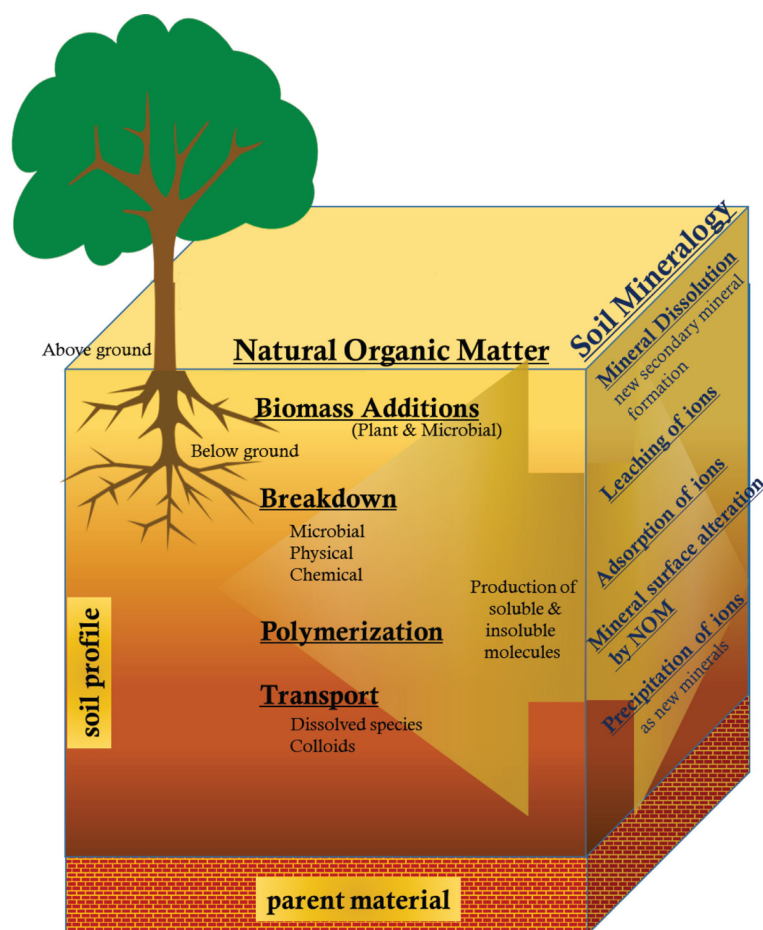 Above ground
Natural Organic Matter
Biomass Additions
(Plant & Microbial)
Below ground
Breakdown
Microbial
Physical
Chemical
Production of
soluble &
insoluble
molecules
Polymerization
Transport
Dissolved species
Colloids
soil profile
parent material
Soil Mineralogy
Mineral Dissolution
new secondary mineral
formation
Leaching of ions
Adsorption of ions
Mineral surface alteration
by NOM
Precipitation of ions
as new minerals